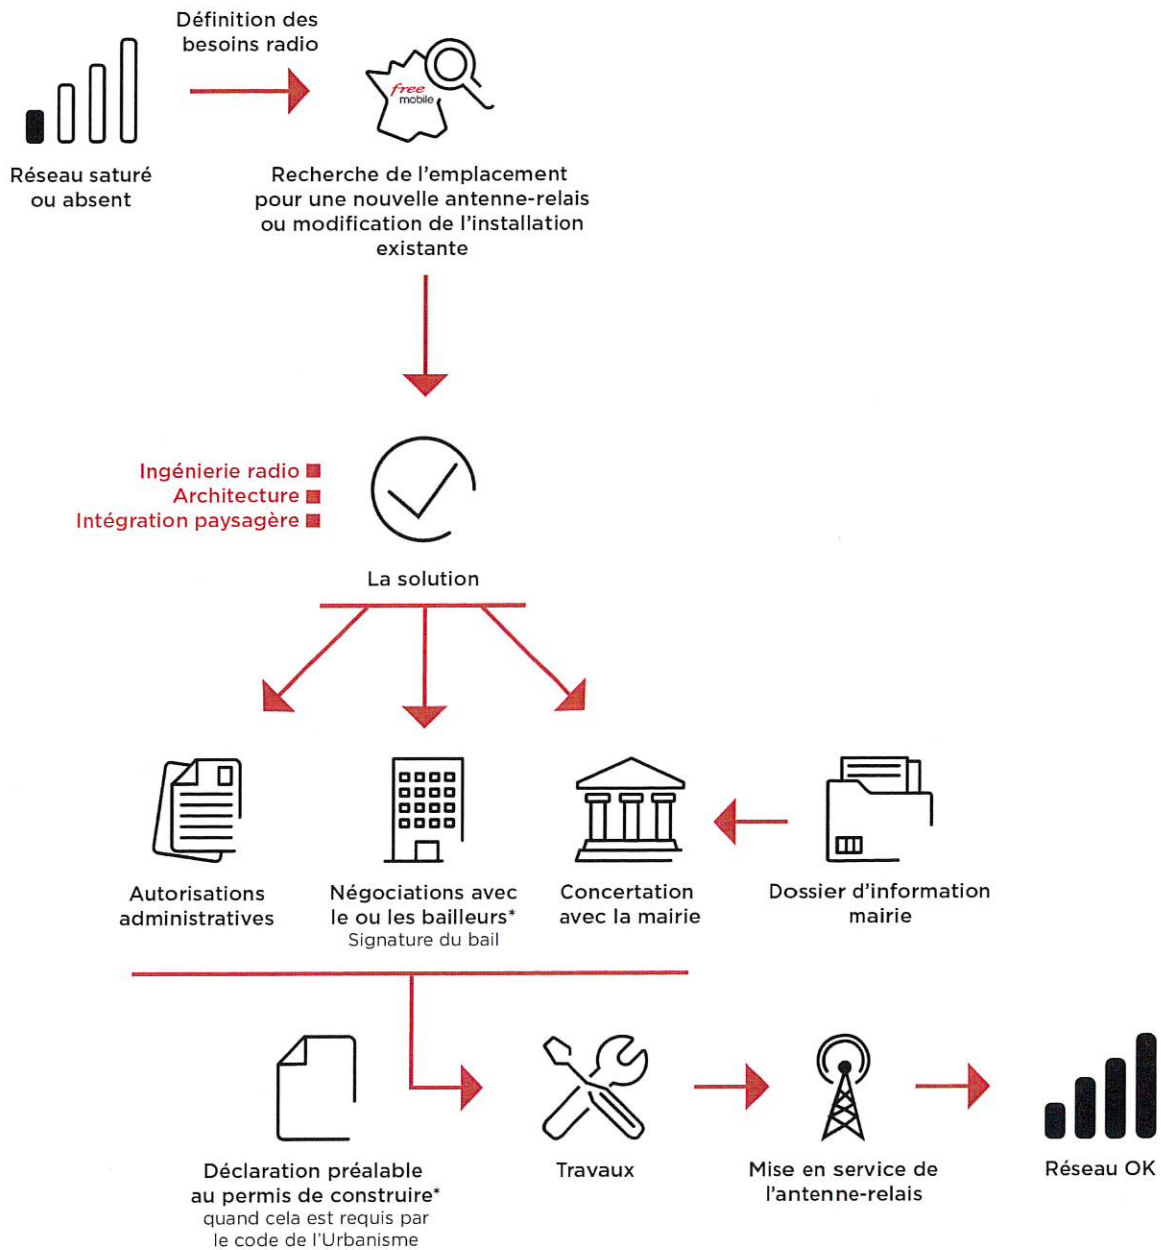 Définition des
besoins radio
free
mobile
Réseau saturé
ou absent
Recherche de l'emplacement
pour une nouvelle antenne-relais
ou modification de l'installation
existante
Ingénierie radio
Architecture
Intégration paysagère
La solution
Autorisations
administratives
Négociations avec
le ou les bailleurs*
Signature du bail
Concertation
avec la mairie
Dossier d'information
mairie
Déclaration préalable
au permis de construire*
quand cela est requis par
le code de l'Urbanisme
Travaux
Mise en service de
l'antenne-relais
Réseau OK